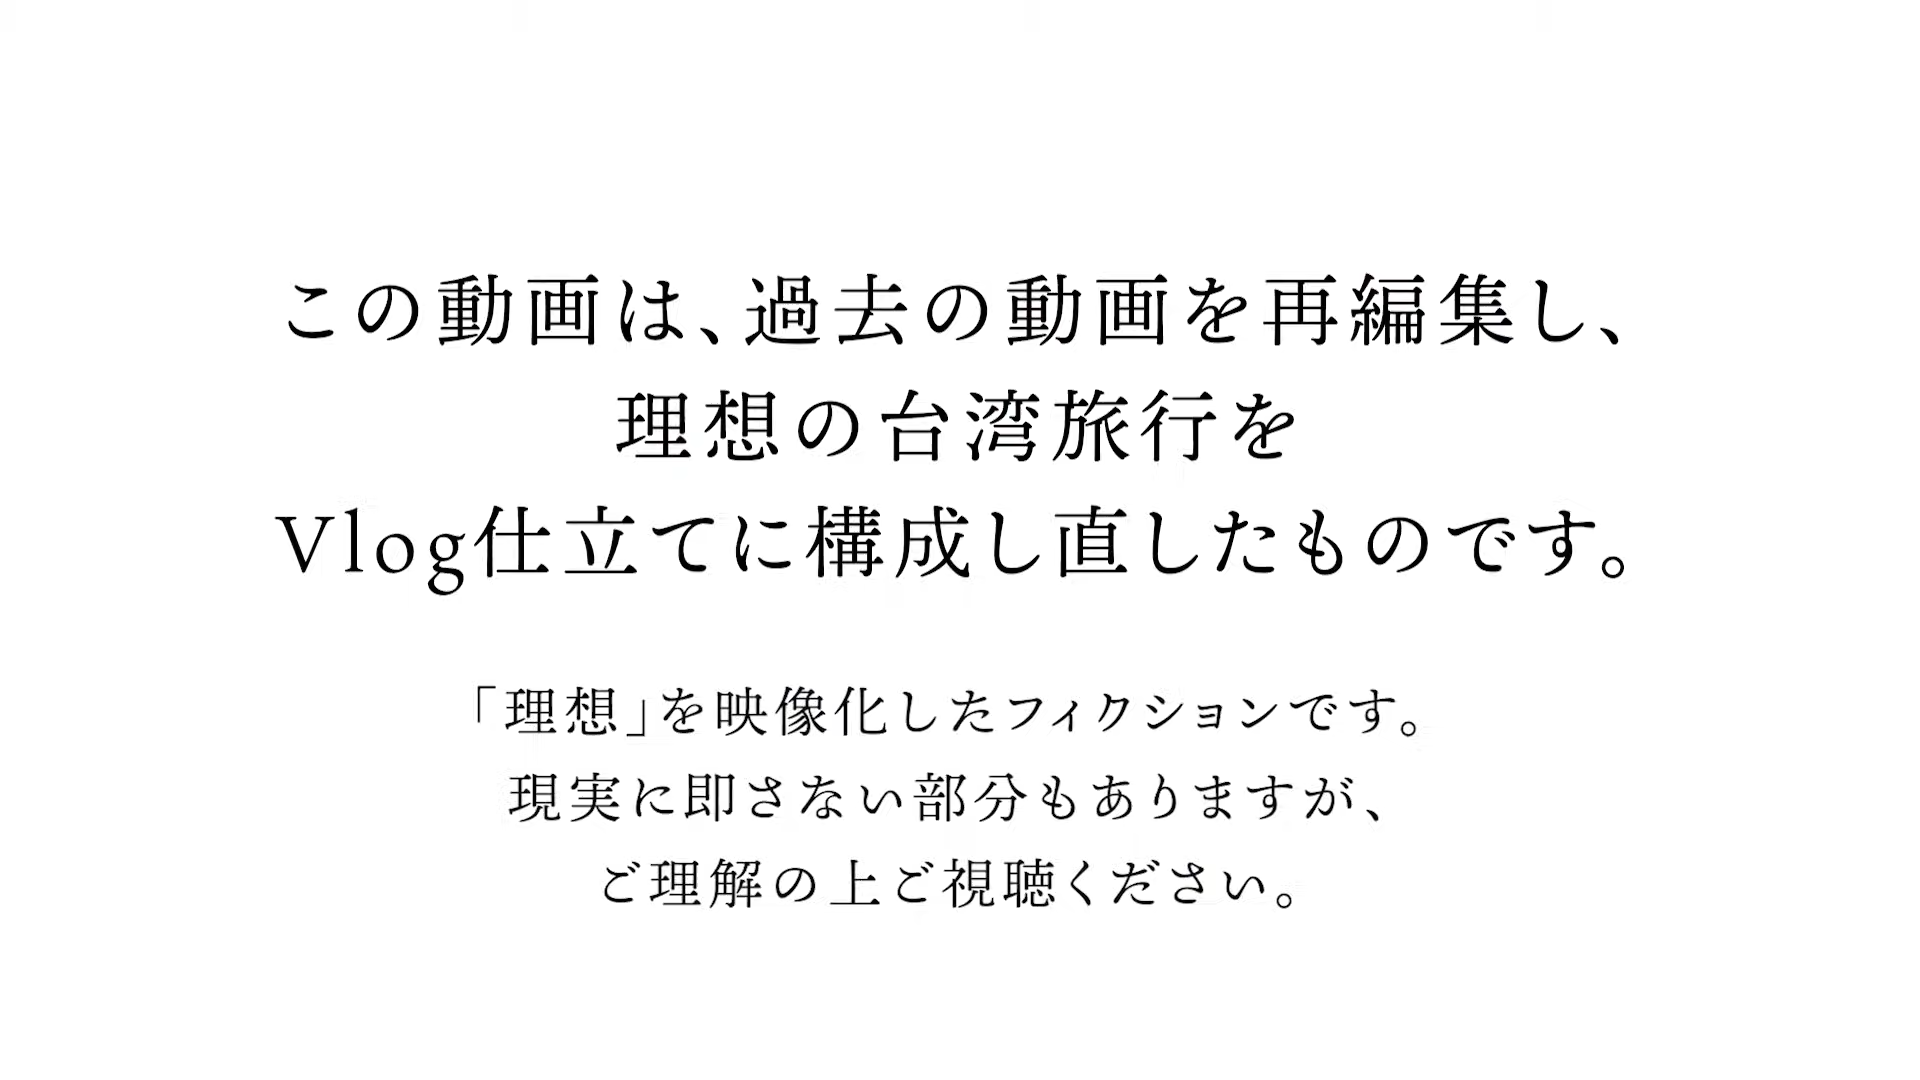 この動画は、過去の動画を再編集し、
理想の台湾旅行を
Vlog仕立てに構成し直したものです。
「理想」を映像化したフィクションです。
現実に即さない部分もありますが、
ご理解の上ご視聴ください。